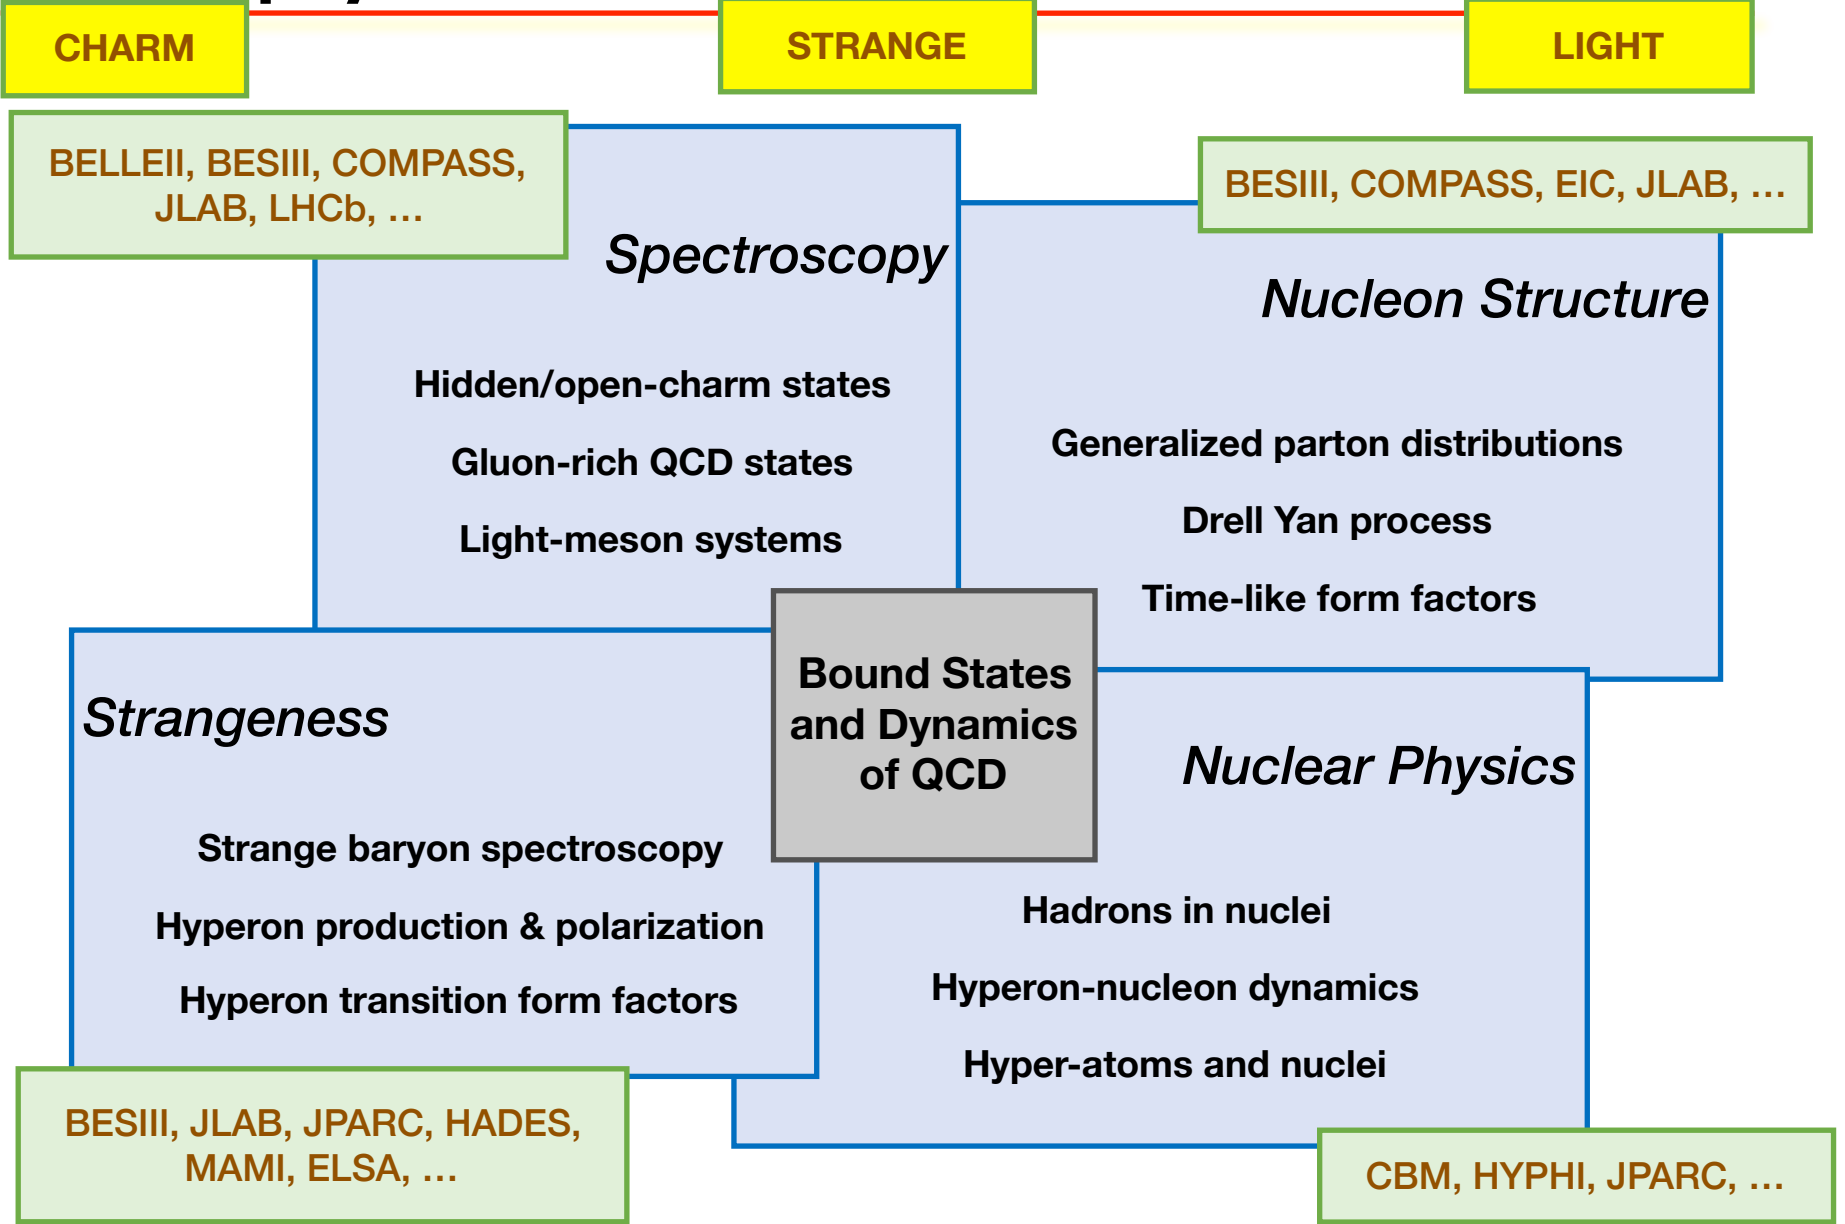 CHARM
STRANGE
LIGHT
BELLEII, BESIII, COMPASS,
JLAB, LHCb, …
BESIII, COMPASS, EIC, JLAB, …
Spectroscopy
Hidden/open-charm states
Gluon-rich QCD states
Light-meson systems
Nucleon Structure
Generalized parton distributions
Drell Yan process
Time-like form factors
Bound States
and Dynamics
of QCD
Strangeness
Strange baryon spectroscopy
Hyperon production & polarization
Hyperon transition form factors
Nuclear Physics
Hadrons in nuclei
Hyperon-nucleon dynamics
Hyper-atoms and nuclei
BESIII, JLAB, JPARC, HADES,
MAMI, ELSA, …
CBM, HYPHI, JPARC, …